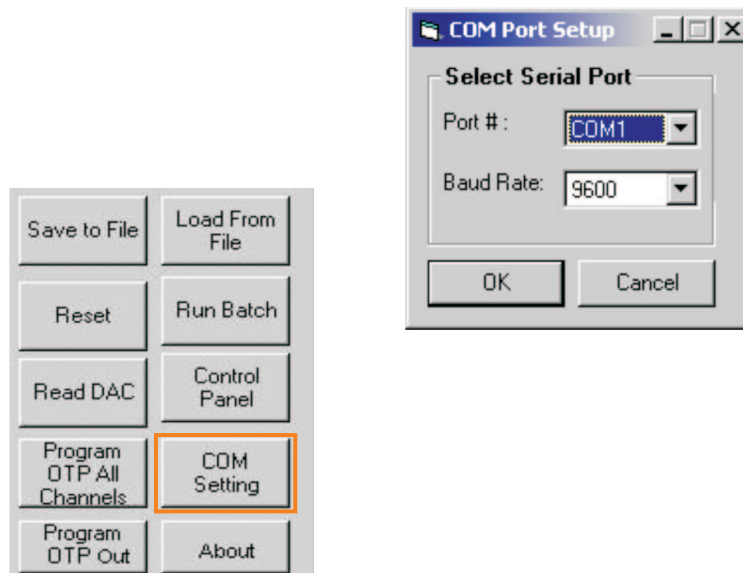 COM Port Setup
Select Serial Port
Port # :
COM1
Baud Rate:
9600
OK
Cancel
Save to File
Load From
File
Reset
Run Batch
Read DAC
Control
Panel
Program
OTP All
Channels
COM
Setting
Program
OTP Out
About